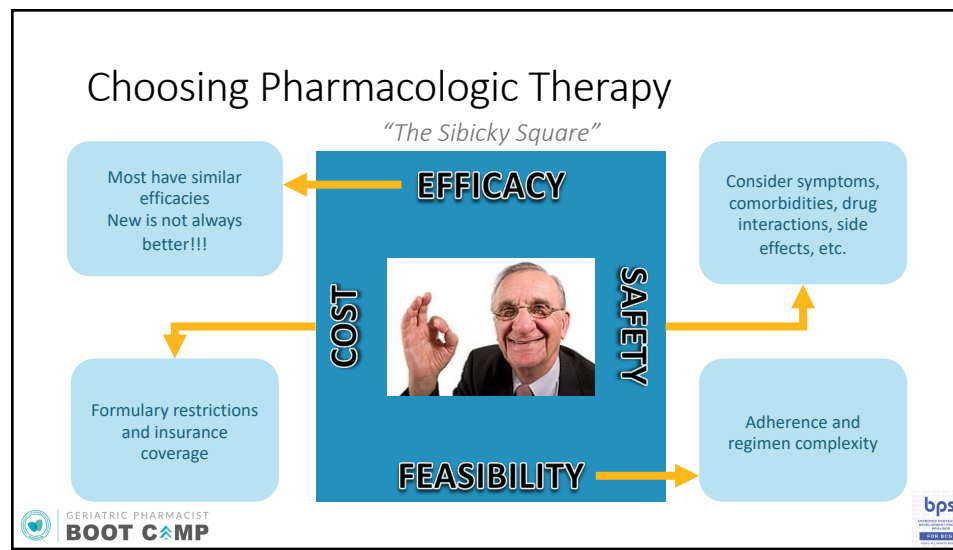 Choosing Pharmacologic Therapy
“The Sibicky Square”
Most have similar
efficacies
New is not always
better!!!
EFFICACY
Consider symptoms,
comorbidities, drug
interactions, side
effects, etc.
COST
SAFETY
Formulary restrictions
and insurance
coverage
Adherence and
regimen complexity
FEASIBILITY
GERIATRIC PHARMACIST
BOOT CAMP
bps
FOR BCG